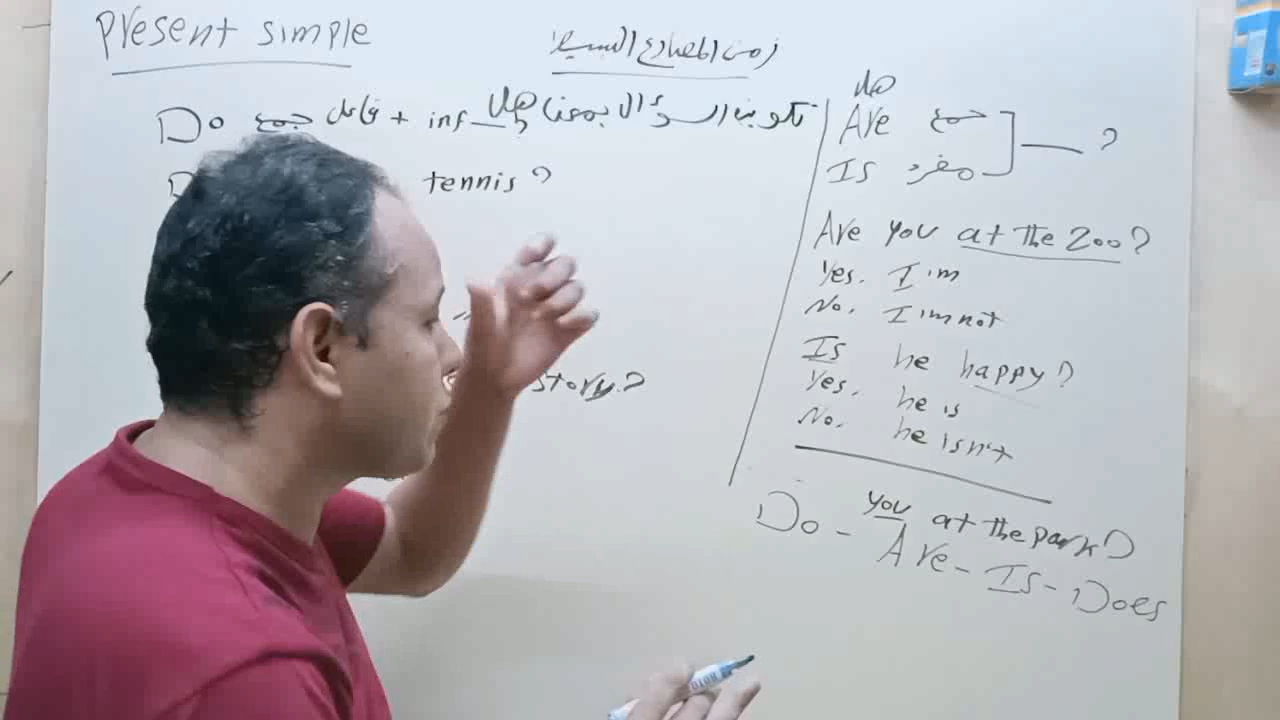 present simple
زمن المضارع البسيط
Do جمع فاعل + inf تكوين السؤال بمعنى هل
tennis?
story?
هل
Are جمع
Is مفرد ?
Are you at the zoo?
Yes. I'm
No. I'm not
Is he happy?
Yes. he is
No. he isn't
you at the park?
Do - Are - Is - Does